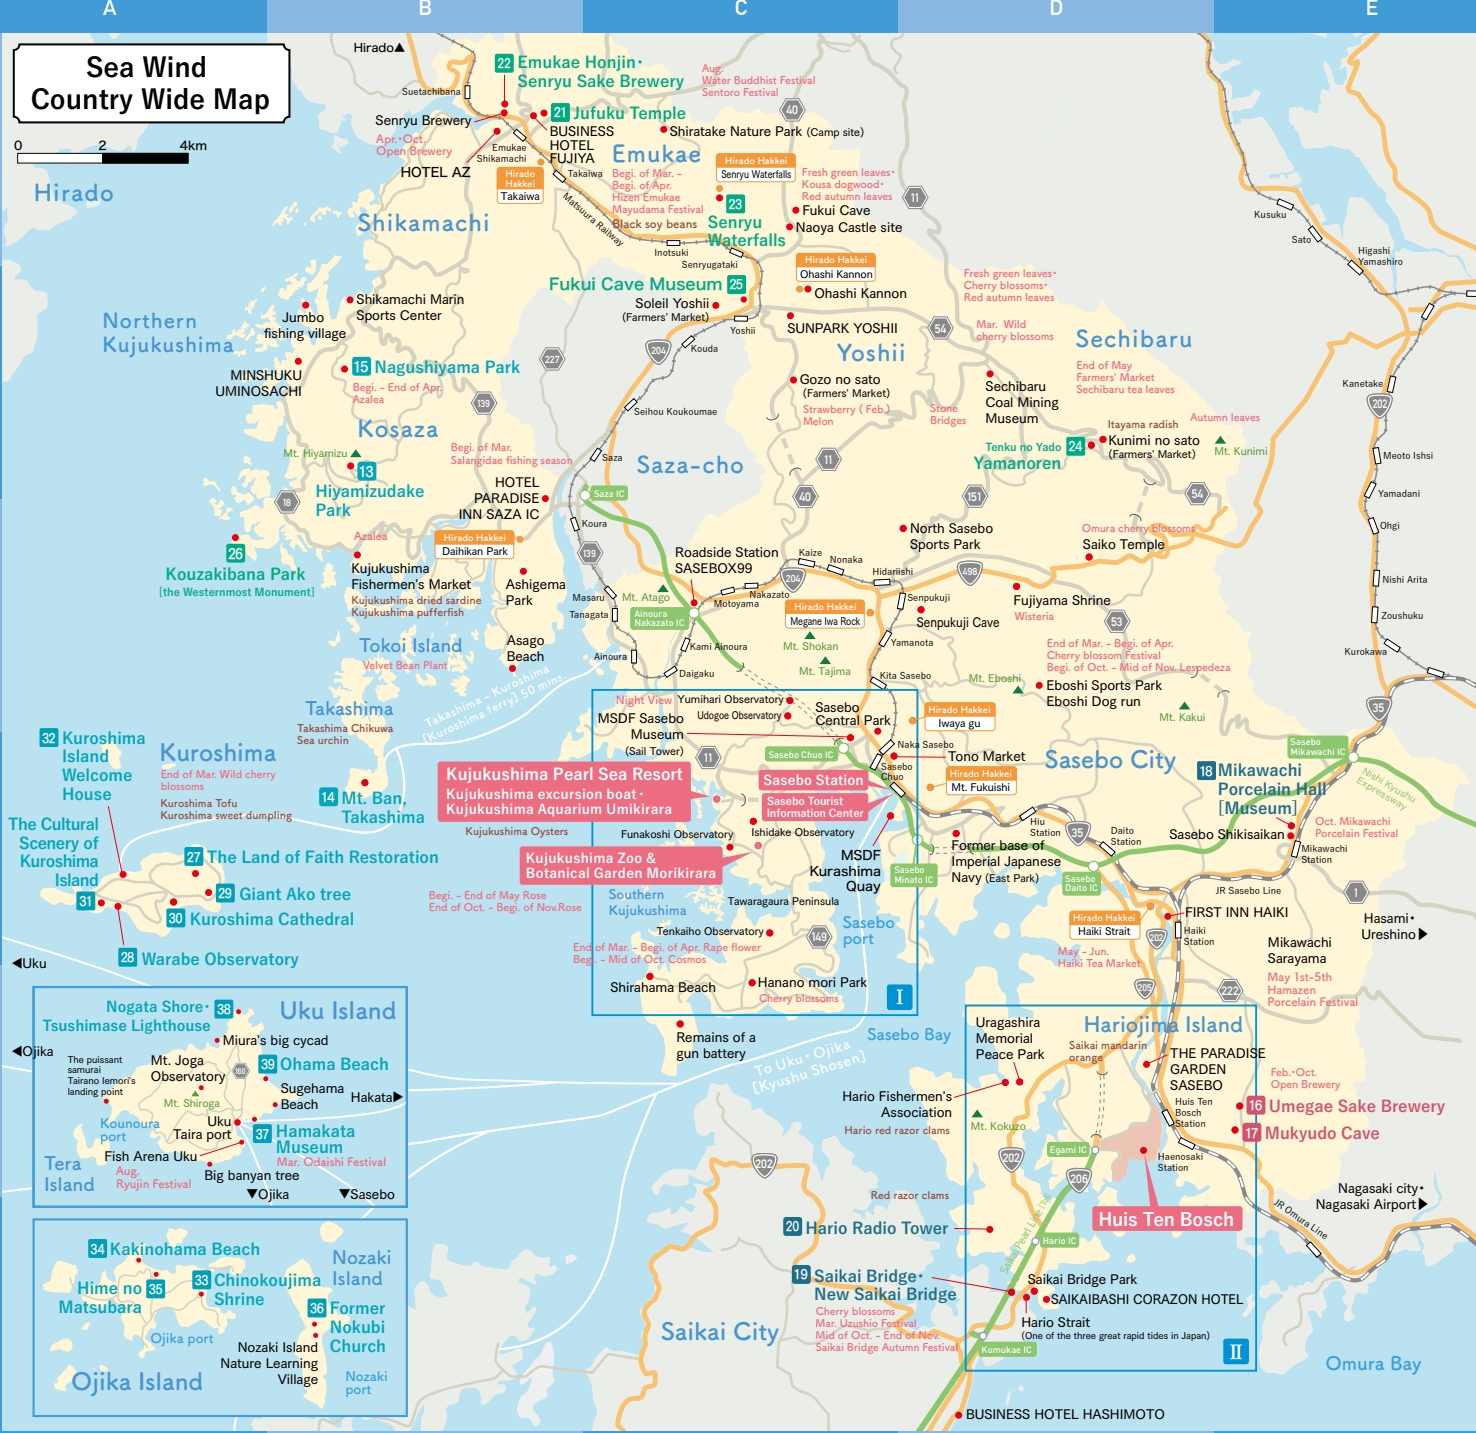 A
B
C
D
E
Sea Wind
Country Wide Map
0 2 4km
Hirado▲
Hirado
Suetachibana
22 Emukae Honjin・
Senryu Sake Brewery
Aug.
Water Buddhist Festival
Sentoro Festival
40
Senryu Brewery
21 Jufuku Temple
Apr.・Oct.
Open Brewery
BUSINESS
HOTEL
FUJIYA
Shiratake Nature Park (Camp site)
Emukae
Shikamachi
HOTEL AZ
Hirado
Hakkei
Takaiwa
Takaiwa
Matsuura Railway
Emukae
Begi. of Mar. -
Begi. of Apr.
Hizen Emukae
Mayudama Festival
Black soy beans
Hirado Hakkei
Senryu Waterfalls
23
Senryu
Waterfalls
Fresh green leaves・
Kousa dogwood・
Red autumn leaves
11
Fukui Cave
Naoya Castle site
Kusuku
Sato
Higashi
Yamashiro
Shikamachi
Inotsuki
Senryugataki
Hirado Hakkei
Ohashi Kannon
Ohashi Kannon
Fukui Cave Museum 25
Soleil Yoshii
(Farmers' Market)
Yoshii
SUNPARK YOSHII
54
Fresh green leaves・
Cherry blossoms・
Red autumn leaves
Mar. Wild
cherry blossoms
Sechibaru
Shikamachi Marin
Sports Center
Jumbo
fishing village
Northern
Kujukushima
MINSHUKU
UMINOSACHI
15 Nagushiyama Park
Begi. - End of Apr.
Azalea
227
204
Kouda
Yoshii
Gozo no sato
(Farmers' Market)
Strawberry ( Feb.)
Melon
Stone
Bridges
Sechibaru
Coal Mining
Museum
End of May
Farmers' Market
Sechibaru tea leaves
Autumn leaves
Itayama radish
Kanetake
202
139
Seihou Koukoumae
Kosaza
Mt. Hiyamizu
13
Hiyamizudake
Park
Begi. of Mar.
Salangidae fishing season
Saza
Saza-cho
11
Tenku no Yado 24
Yamanoren
Kunimi no sato
(Farmers' Market)
Mt. Kunimi
Meoto Ishsi
Yamadani
18
HOTEL
PARADISE
INN SAZA IC
Saza IC
Koura
40
151
54
Ohgi
26
Kouzakibana Park
[the Westernmost Monument]
Azalea
Kujukushima
Fishermen's Market
Kujukushima dried sardine
Kujukushima pufferfish
Hirado Hakkei
Daihikan Park
Ashigema
Park
139
Roadside Station
SASEBOX99
Kaize
Nonaka
North Sasebo
Sports Park
Omura cherry blossoms
Saiko Temple
Masaru
Tanagata
Mt. Atago
Ainoura
Nakazato IC
Motoyama
Nakazato
204
Hidariishi
498
Hirado Hakkei
Megane Iwa Rock
Senpukuji
Senpukuji Cave
Fujiyama Shrine
Wisteria
53
Nishi Arita
Zoushuku
Tokoi Island
Velvet Bean Plant
Asago
Beach
Ainoura
Kami Ainoura
Daigaku
Mt. Shokan
Mt. Tajima
Yamanota
Kita Sasebo
End of Mar. - Begi. of Apr.
Cherry blossom Festival
Begi. of Oct. - Mid of Nov. Lespedeza
Kurokawa
Takashima - Kuroshima
[Kuroshima ferry] 50 mins.
Mt. Eboshi
Eboshi Sports Park
Eboshi Dog run
Mt. Kakui
35
Takashima
Takashima Chikuwa
Sea urchin
Night View
Yumihari Observatory
MSDF Sasebo
Museum
(Sail Tower)
Udogoe Observatory
Sasebo
Central Park
Hirado Hakkei
Iwaya gu
Sasebo Chuo IC
Naka Sasebo
Sasebo
Chuo
Tono Market
Hirado Hakkei
Mt. Fukuishi
Sasebo City
Sasebo
Mikawachi IC
Nishi Kyushu
Expressway
32 Kuroshima
Island
Welcome
House
Kuroshima
End of Mar. Wild cherry
blossoms
Kuroshima Tofu
Kuroshima sweet dumpling
14 Mt. Ban,
Takashima
11
Kujukushima Pearl Sea Resort
Kujukushima excursion boat・
Kujukushima Aquarium Umikirara
Kujukushima Oysters
Sasebo Station
Sasebo Tourist
Information Center
18 Mikawachi
Porcelain Hall
[Museum]
Oct. Mikawachi
Porcelain Festival
Sasebo Shikisaikan
Mikawachi
Station
Funakoshi Observatory
Ishidake Observatory
Kujukushima Zoo &
Botanical Garden Morikirara
MSDF
Kurashima
Quay
Sasebo
Minato IC
Hiu
Station
35
Daito
Station
Former base of
Imperial Japanese
Navy (East Park)
Sasebo
Daito IC
The Cultural
Scenery of
Kuroshima
Island
31
27 The Land of Faith Restoration
29 Giant Ako tree
30 Kuroshima Cathedral
28 Warabe Observatory
Begi. - End of May Rose
End of Oct. - Begi. of Nov.Rose
Southern
Kujukushima
Tawaragaura Peninsula
Tenkaiho Observatory
Sasebo
port
149
End of Mar. - Begi. of Apr. Rape flower
Begi. - Mid of Oct. Cosmos
Shirahama Beach
Hanano mori Park
Cherry blossoms
I
JR Sasebo Line
1
Hirado Hakkei
Haiki Strait
FIRST INN HAIKI
202
Haiki
Station
Hasami・
Ureshino▶
Mikawachi
Sarayama
May - Jun.
Haiki Tea Market
205
222
May 1st-5th
Hamazen
Porcelain Festival
◀Uku
Nogata Shore・ 38
Tsushimase Lighthouse
Uku Island
◀Ojika
Miura's big cycad
The puissant
samurai
Tairano Iemori's
landing point
Mt. Joga
Observatory
160
39 Ohama Beach
Mt. Shiroga
Sugehama
Beach
Hakata▶
Kounoura
port
Uku
Taira port
37 Hamakata
Museum
Mar. Odaishi Festival
Tera
Island
Fish Arena Uku
Aug.
Ryujin Festival
Big banyan tree
▼Ojika
▼Sasebo
Remains of a
gun battery
To Uku・Ojika
[Kyushu Shosen]
Sasebo Bay
Uragashira
Memorial
Peace Park
Hariojima Island
Saikai mandarin
orange
THE PARADISE
GARDEN
SASEBO
Hario Fishermen's
Association
Hario red razor clams
Mt. Kokuzo
Huis Ten
Bosch
Station
Feb.・Oct.
Open Brewery
16 Umegae Sake Brewery
17 Mukyudo Cave
202
Egami IC
202
206
Haenosaki
Station
Huis Ten Bosch
Nagasaki city・
Nagasaki Airport▶
JR Omura Line
34 Kakinohama Beach
Hime no 35
Matsubara
33 Chinokoujima
Shrine
Nozaki
Island
36 Former
Nokubi
Church
Ojika port
Nozaki Island
Nature Learning
Village
Nozaki
port
Ojika Island
Red razor clams
20 Hario Radio Tower
Hario IC
19 Saikai Bridge・
New Saikai Bridge
Cherry blossoms
Mar. Uzushio Festival
Mid of Oct. - End of Nov.
Saikai Bridge Autumn Festival
Saikai City
Saikai Bridge Park
SAIKAIBASHI CORAZON HOTEL
Hario Strait
(One of the three great rapid tides in Japan)
Komukae IC
II
Omura Bay
BUSINESS HOTEL HASHIMOTO